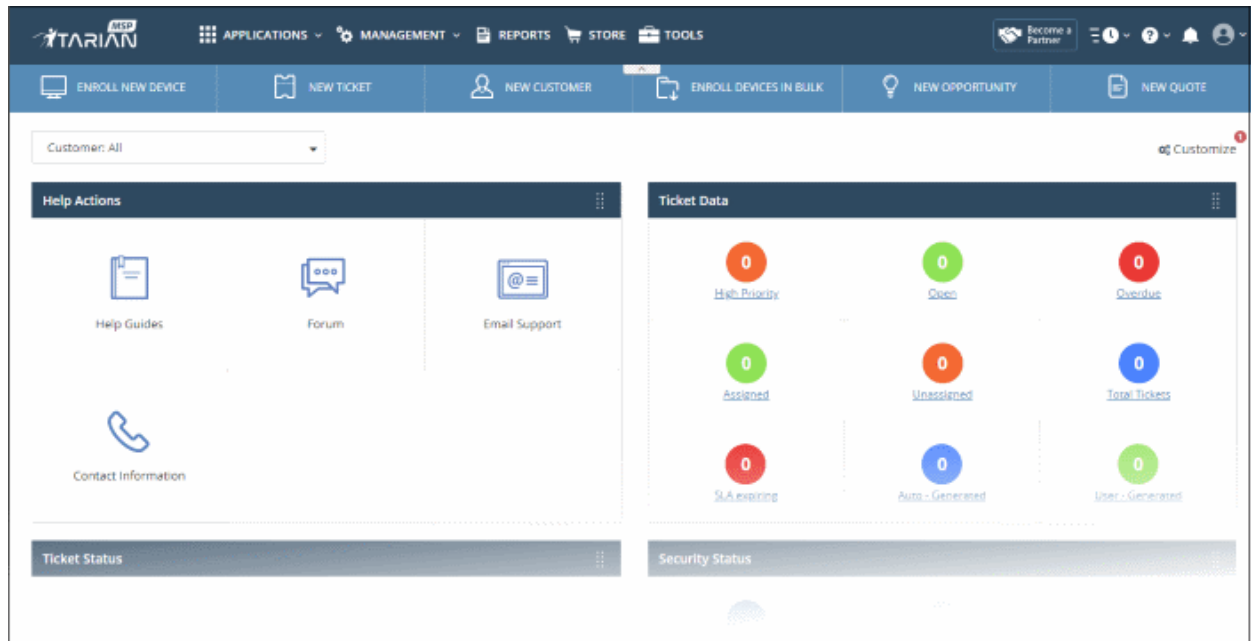 MSP
ITARIAN
APPLICATIONS
MANAGEMENT
REPORTS
STORE
TOOLS
Become a
Partner
ENROLL NEW DEVICE
NEW TICKET
NEW CUSTOMER
ENROLL DEVICES IN BULK
NEW OPPORTUNITY
NEW QUOTE
Customer: All
1
Customize
Help Actions
Help Guides
Forum
Email Support
Contact Information
Ticket Data
0
High Priority
0
Open
0
Overdue
0
Assigned
0
Unassigned
0
Total Tickets
0
SLA expiring
0
Auto - Generated
0
User - Generated
Ticket Status
Security Status